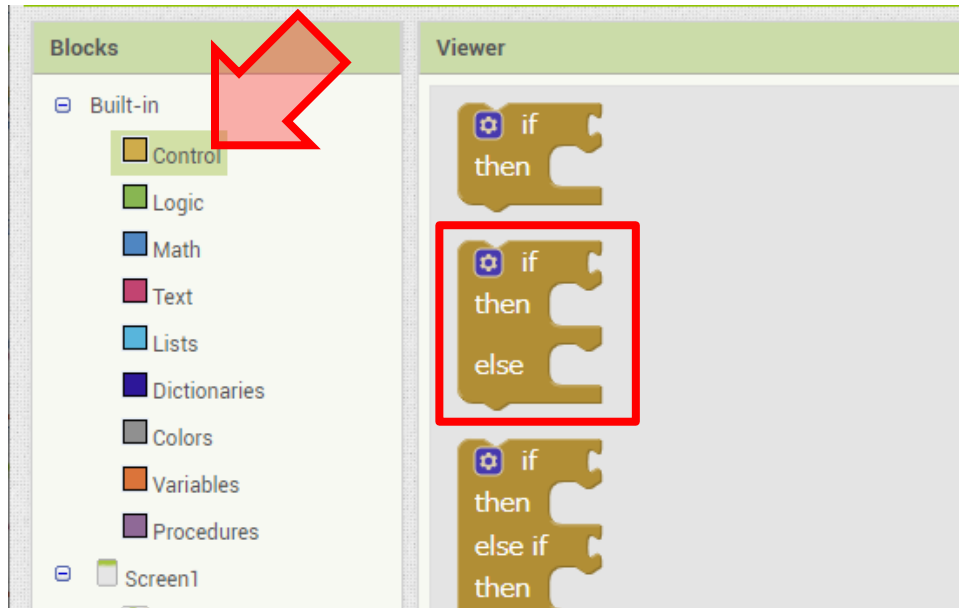 Blocks
Built-in
Control
Logic
Math
Text
Lists
Dictionaries
Colors
Variables
Procedures
Screen1
Viewer
if
then
if
then
else
if
then
else if
then